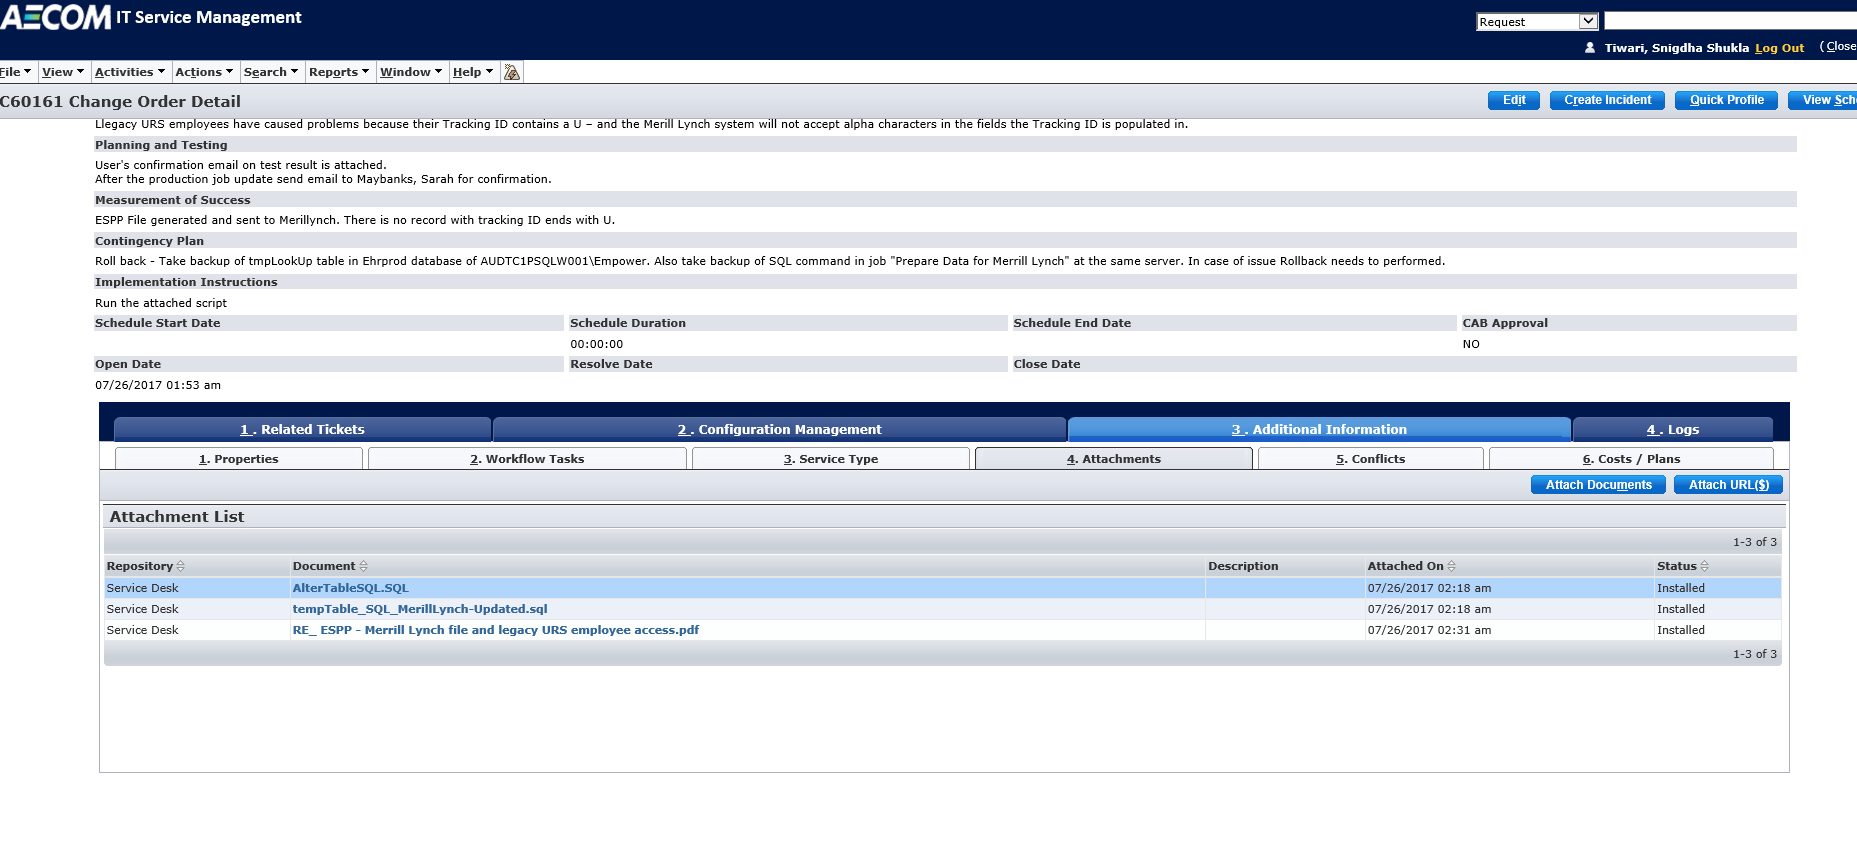 AECOM IT Service Management
Request
Tiwari, Snigdha Shukla Log Out (Close
File View Activities Actions Search Reports Window Help
C60161 Change Order Detail
Edit Create Incident Quick Profile View Sch
Llegacy URS employees have caused problems because their Tracking ID contains a U – and the Merill Lynch system will not accept alpha characters in the fields the Tracking ID is populated in.
Planning and Testing
User's confirmation email on test result is attached.
After the production job update send email to Maybanks, Sarah for confirmation.
Measurement of Success
ESPP File generated and sent to Merillynch. There is no record with tracking ID ends with U.
Contingency Plan
Roll back - Take backup of tmpLookUp table in Ehrprod database of AUDTC1PSQLW001\Empower. Also take backup of SQL command in job "Prepare Data for Merrill Lynch" at the same server. In case of issue Rollback needs to performed.
Implementation Instructions
Run the attached script
Schedule Start Date Schedule Duration Schedule End Date CAB Approval
00:00:00 NO
Open Date Resolve Date Close Date
07/26/2017 01:53 am
1 . Related Tickets 2 . Configuration Management 3 . Additional Information 4 . Logs
1. Properties 2. Workflow Tasks 3. Service Type 4. Attachments 5. Conflicts 6. Costs / Plans
Attach Documents Attach URL($)
Attachment List
1-3 of 3
Repository Document Description Attached On Status
Service Desk AlterTableSQL.SQL 07/26/2017 02:18 am Installed
Service Desk tempTable_SQL_MerillLynch-Updated.sql 07/26/2017 02:18 am Installed
Service Desk RE_ ESPP - Merrill Lynch file and legacy URS employee access.pdf 07/26/2017 02:31 am Installed
1-3 of 3